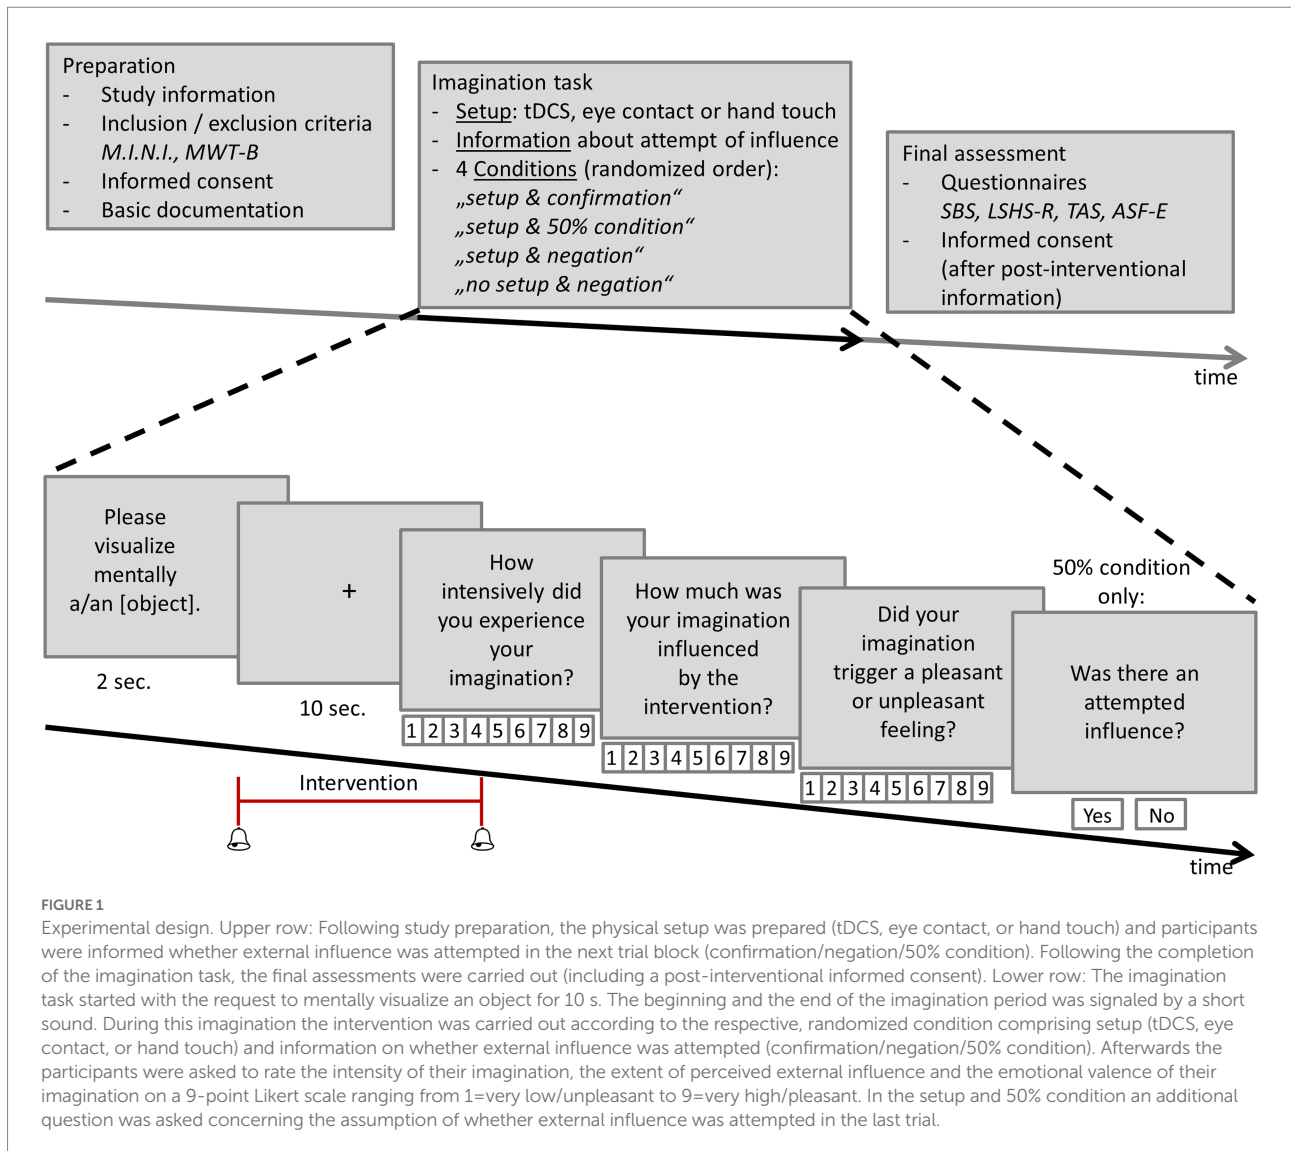 Preparation
- Study information
- Inclusion / exclusion criteria
M.I.N.I., MWT-B
- Informed consent
- Basic documentation
Imagination task
- Setup: tDCS, eye contact or hand touch
- Information about attempt of influence
- 4 Conditions (randomized order):
„setup & confirmation“
„setup & 50% condition“
„setup & negation“
„no setup & negation“
Final assessment
- Questionnaires
SBS, LSHS-R, TAS, ASF-E
- Informed consent
(after post-interventional
information)
time
Please
visualize
mentally
a/an [object].
2 sec.
+
10 sec.
How
intensively did
you experience
your
imagination?
1 2 3 4 5 6 7 8 9
How much was
your imagination
influenced
by the
intervention?
1 2 3 4 5 6 7 8 9
Did your
imagination
trigger a pleasant
or unpleasant
feeling?
1 2 3 4 5 6 7 8 9
50% condition
only:
Was there an
attempted
influence?
Yes No
Intervention
time
FIGURE 1
Experimental design. Upper row: Following study preparation, the physical setup was prepared (tDCS, eye contact, or hand touch) and participants
were informed whether external influence was attempted in the next trial block (confirmation/negation/50% condition). Following the completion
of the imagination task, the final assessments were carried out (including a post-interventional informed consent). Lower row: The imagination
task started with the request to mentally visualize an object for 10 s. The beginning and the end of the imagination period was signaled by a short
sound. During this imagination the intervention was carried out according to the respective, randomized condition comprising setup (tDCS, eye
contact, or hand touch) and information on whether external influence was attempted (confirmation/negation/50% condition). Afterwards the
participants were asked to rate the intensity of their imagination, the extent of perceived external influence and the emotional valence of their
imagination on a 9-point Likert scale ranging from 1=very low/unpleasant to 9=very high/pleasant. In the setup and 50% condition an additional
question was asked concerning the assumption of whether external influence was attempted in the last trial.